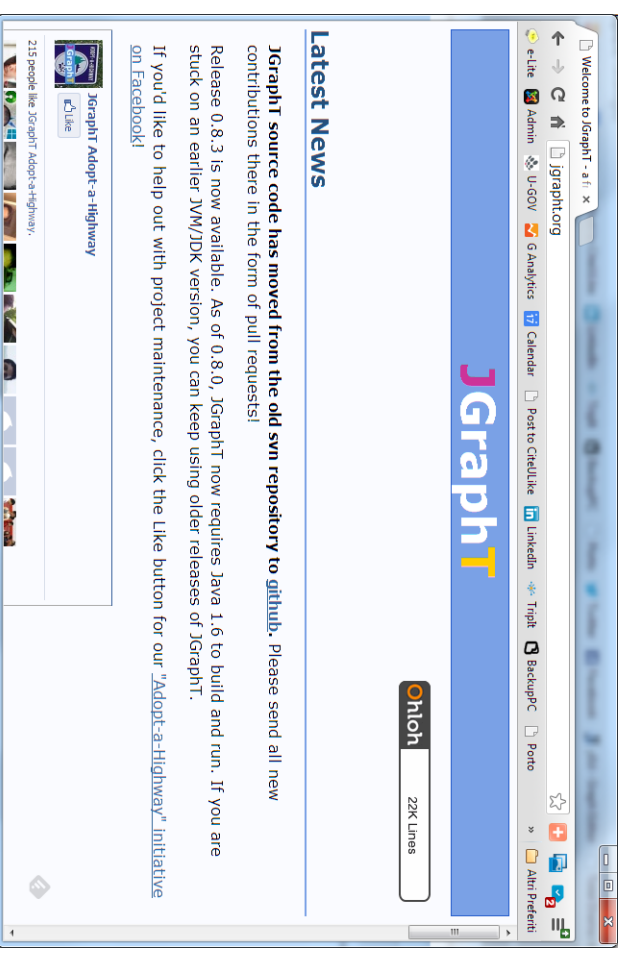 Welcome to JGraphT - a fr
jgrapht.org
2
e-Lite Admin U-GOV G Analytics 17 Calendar Post to CiteULike in LinkedIn TripIt BackupPC Porto » Altri Preferiti
JGraphT
Ohloh 22K Lines
Latest News
JGraphT source code has moved from the old svn repository to github. Please send all new
contributions there in the form of pull requests!
Release 0.8.3 is now available. As of 0.8.0, JGraphT now requires Java 1.6 to build and run. If you are
stuck on an earlier JVM/JDK version, you can keep using older releases of JGraphT.
If you'd like to help out with project maintenance, click the Like button for our "Adopt-a-Highway" initiative
on Facebook!
JGraphT Adopt-a-Highway
GraphT
Like
215 people like JGraphT Adopt-a-Highway.